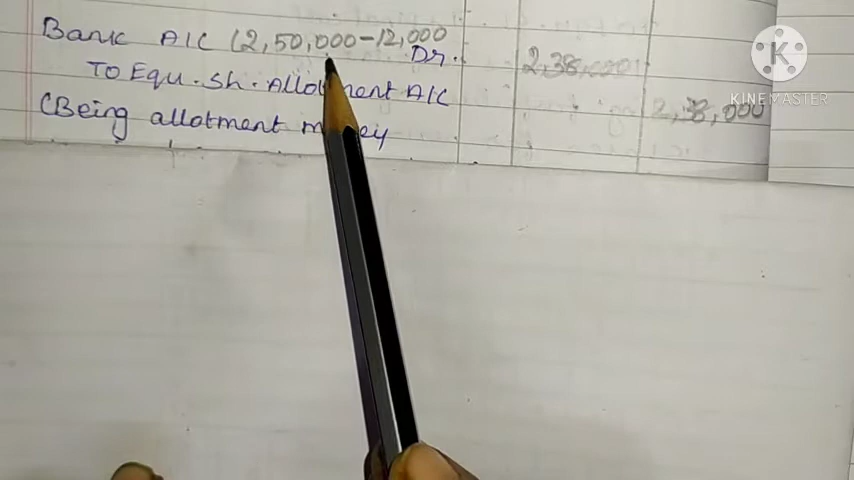 Bank A/C (2,50,000-12,000
Dr. 2,38,000
To Equ. Sh. Allotment A/C
2,38,000
(Being allotment money
KINEMASTER